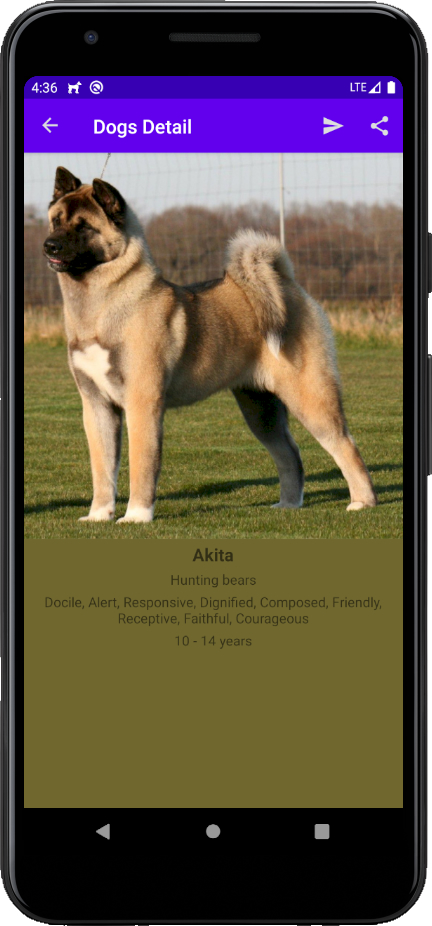 4:36
LTE
Dogs Detail
Akita
Hunting bears
Docile, Alert, Responsive, Dignified, Composed, Friendly,
Receptive, Faithful, Courageous
10 - 14 years